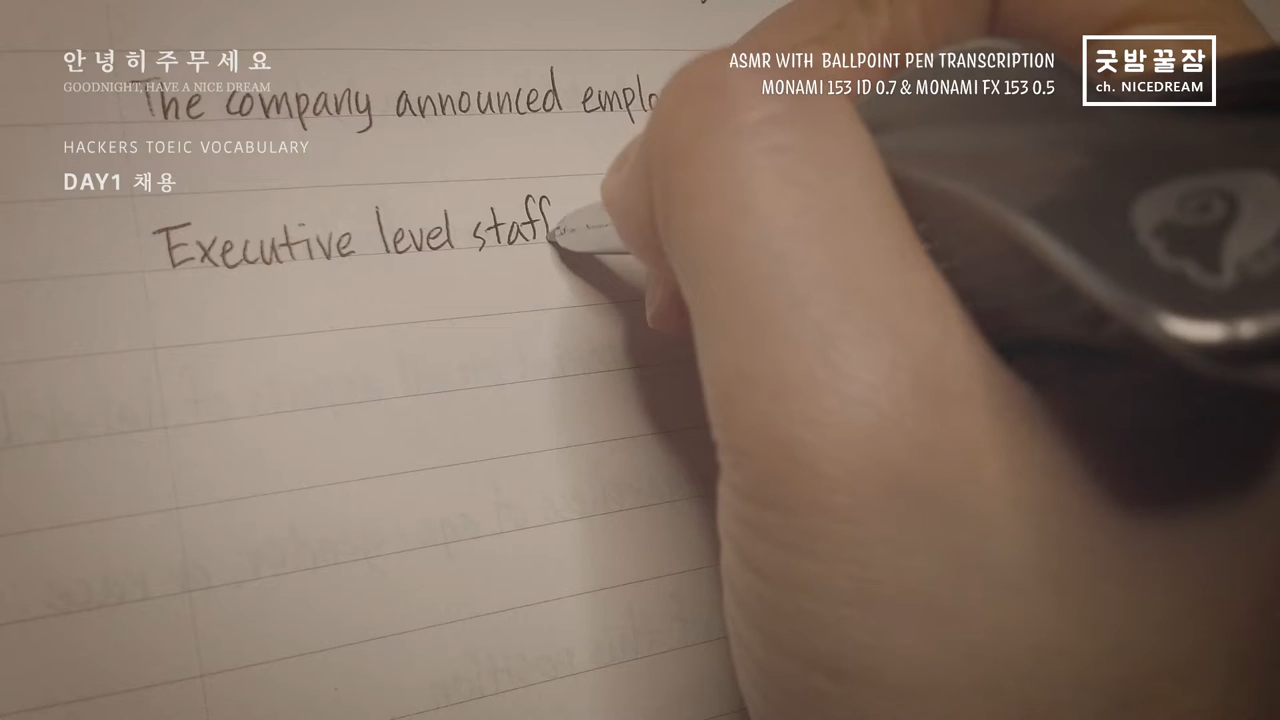 안녕히주무세요
GOODNIGHT, HAVE A NICE DREAM
HACKERS TOEIC VOCABULARY
DAY1 채용
ASMR WITH BALLPOINT PEN TRANSCRIPTION
MONAMI 153 ID 0.7 & MONAMI FX 153 0.5
굿밤꿀잠
ch. NICEDREAM
The company announced emplo
Executive level staff